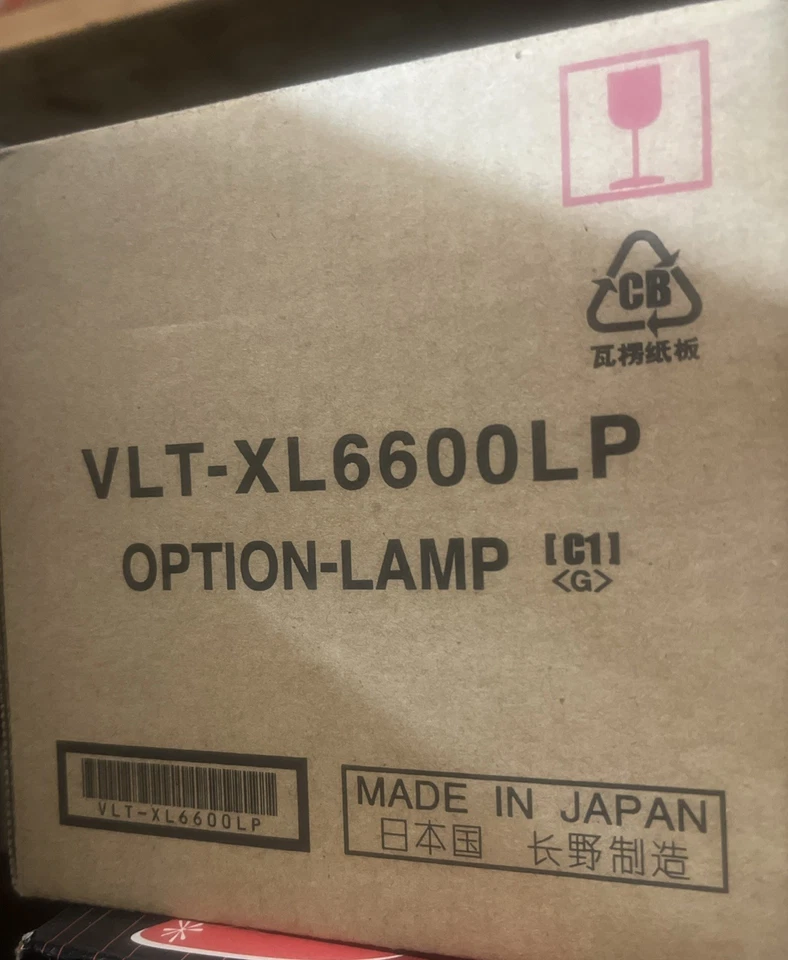 CB
瓦楞纸板
VLT-XL6600LP
OPTION-LAMP [C1]
<G>
VLT-XL6600LP
MADE IN JAPAN
日本国 长野制造